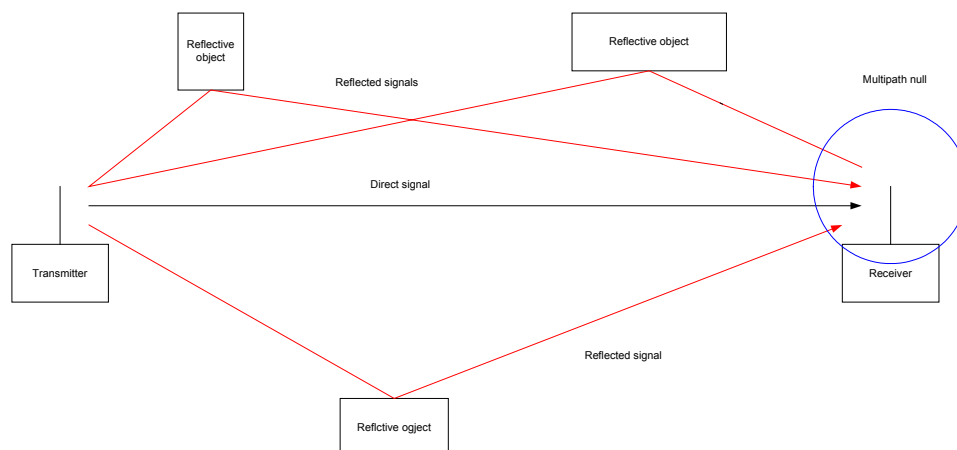 Reflective
object
Reflective object
Reflected signals
Multipath null
Direct signal
Transmitter
Receiver
Reflected signal
Reflctive ogject